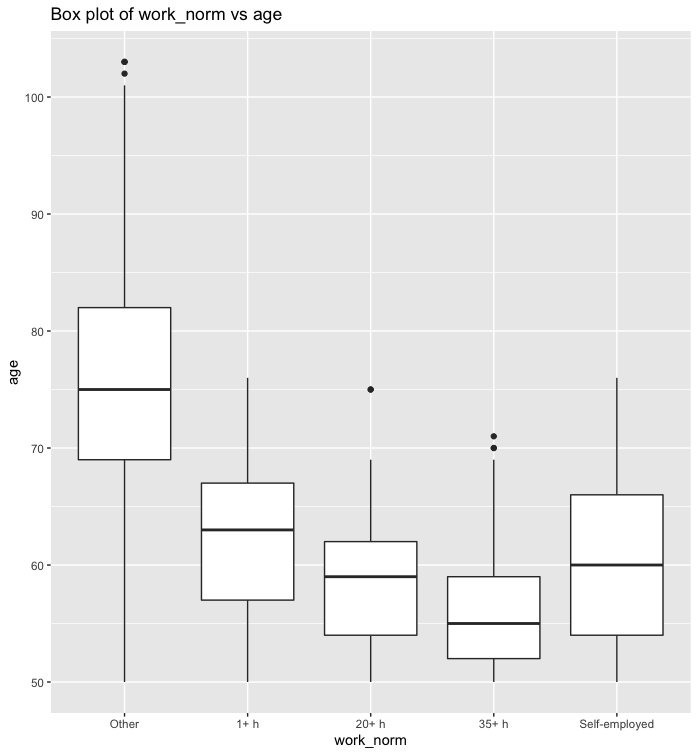 Box plot of work_norm vs age
age
100
90
80
70
60
50
Other 1+ h 20+ h 35+ h Self-employed
work_norm